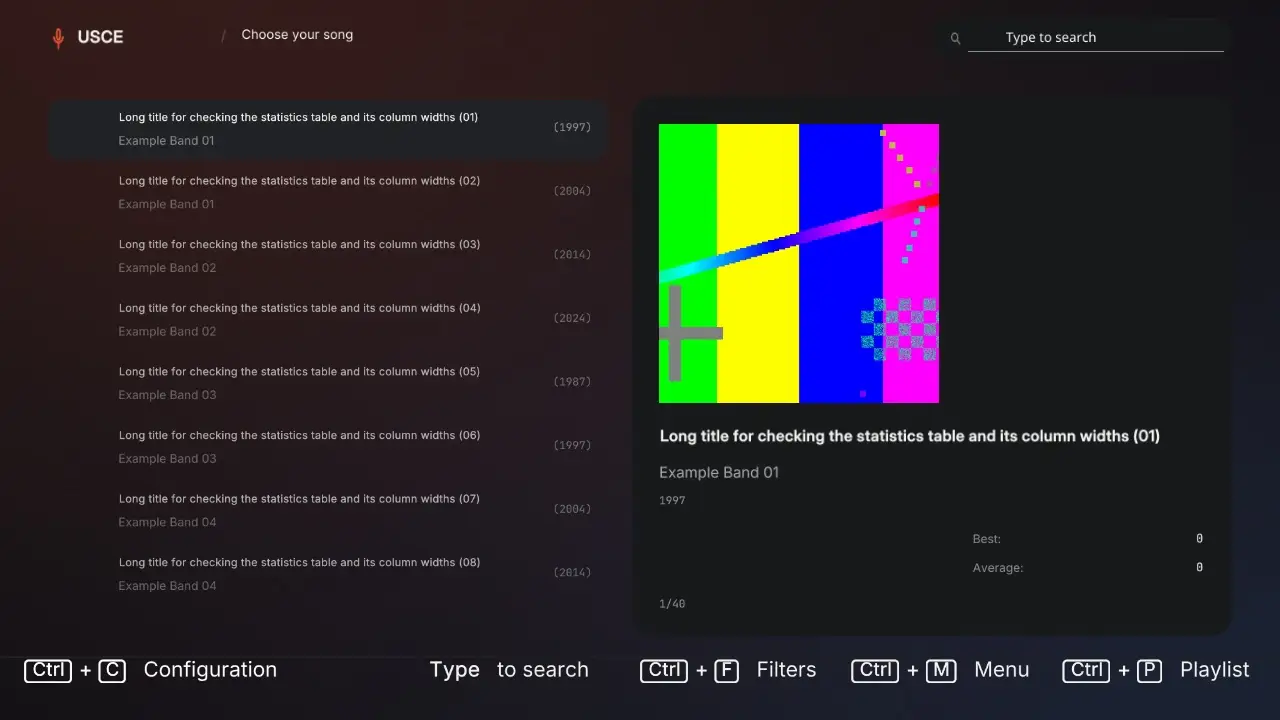 USCE / Choose your song
Type to search
Long title for checking the statistics table and its column widths (01)
Example Band 01
(1997)
Long title for checking the statistics table and its column widths (02)
Example Band 01
(2004)
Long title for checking the statistics table and its column widths (03)
Example Band 02
(2014)
Long title for checking the statistics table and its column widths (04)
Example Band 02
(2024)
Long title for checking the statistics table and its column widths (05)
Example Band 03
(1987)
Long title for checking the statistics table and its column widths (06)
Example Band 03
(1997)
Long title for checking the statistics table and its column widths (07)
Example Band 04
(2004)
Long title for checking the statistics table and its column widths (08)
Example Band 04
(2014)
Long title for checking the statistics table and its column widths (01)
Example Band 01
1997
Best: 0
Average: 0
1/40
Ctrl + C Configuration Type to search Ctrl + F Filters Ctrl + M Menu Ctrl + P Playlist